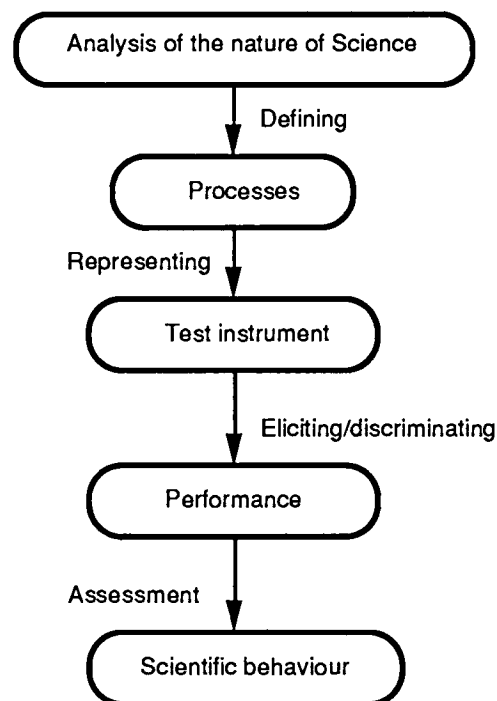 Analysis of the nature of Science
Defining
Processes
Representing
Test instrument
Eliciting/discriminating
Performance
Assessment
Scientific behaviour